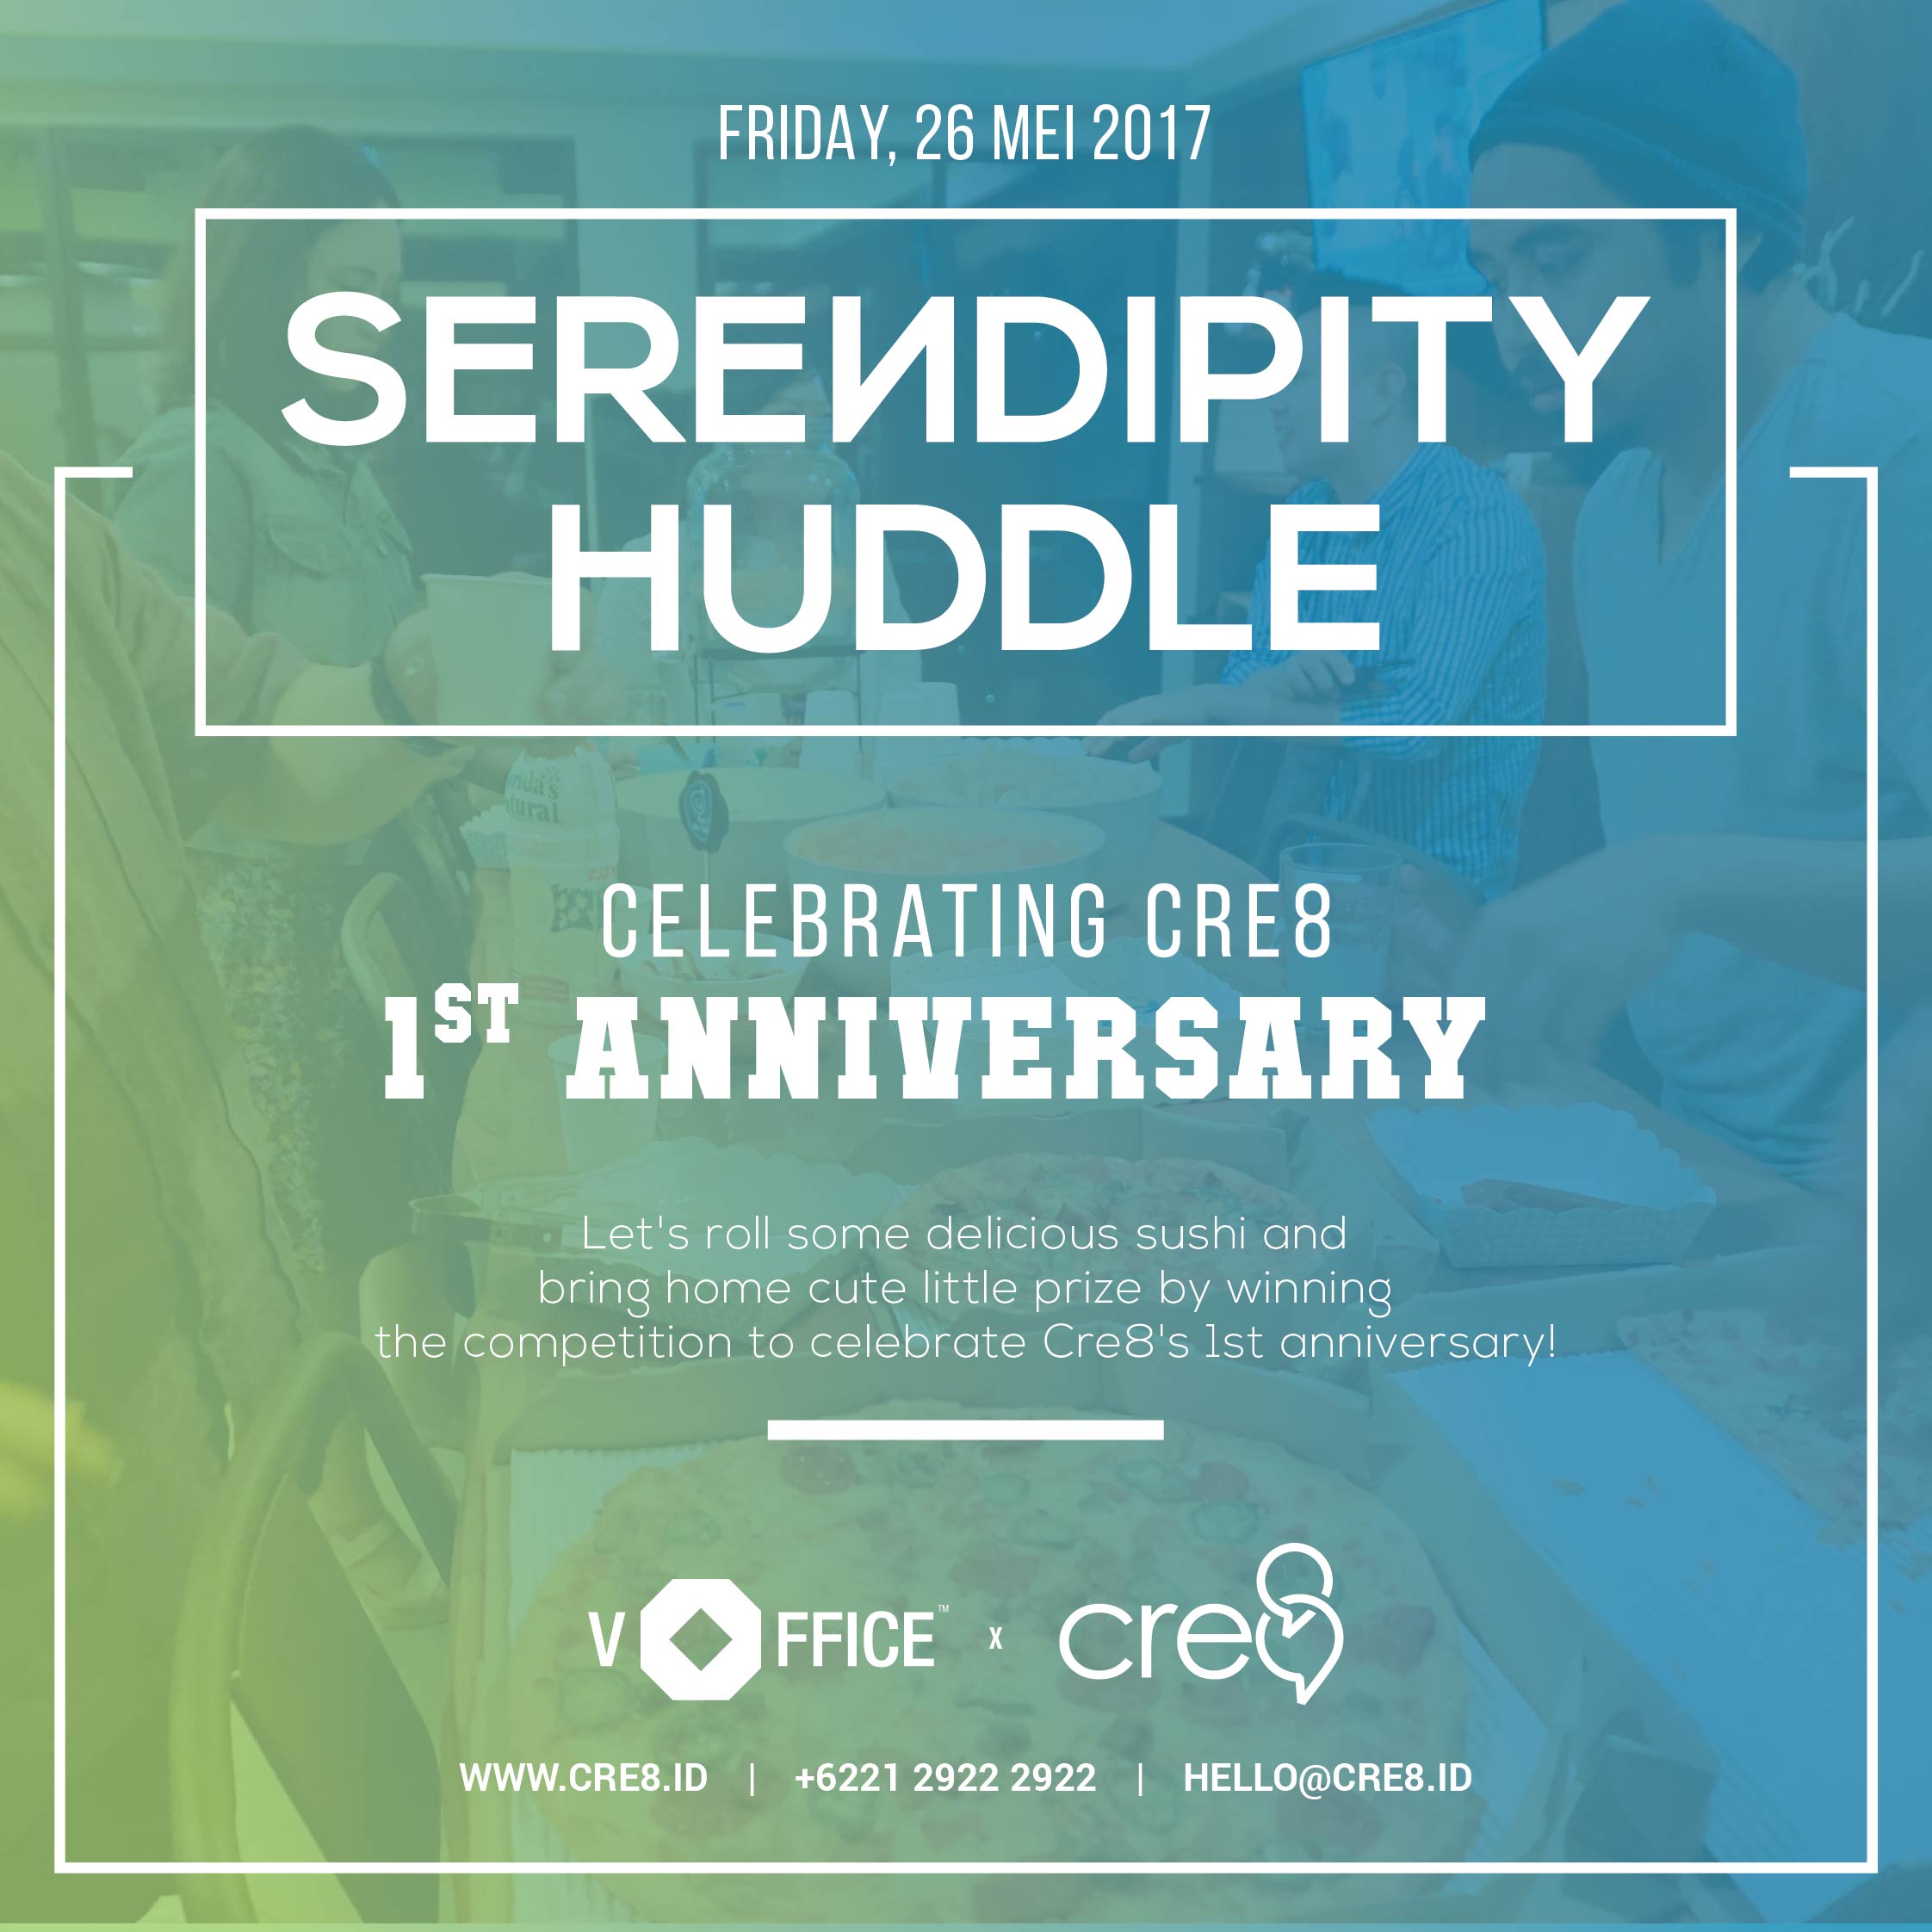 FRIDAY, 26 MEI 2017
SERENDIPITY
HUDDLE
CELEBRATING CRE8
1ST ANNIVERSARY
Let's roll some delicious sushi and
bring home cute little prize by winning
the competition to celebrate Cre8's 1st anniversary!
VOFFICE™ x cre8
WWW.CRE8.ID | +6221 2922 2922 | HELLO@CRE8.ID